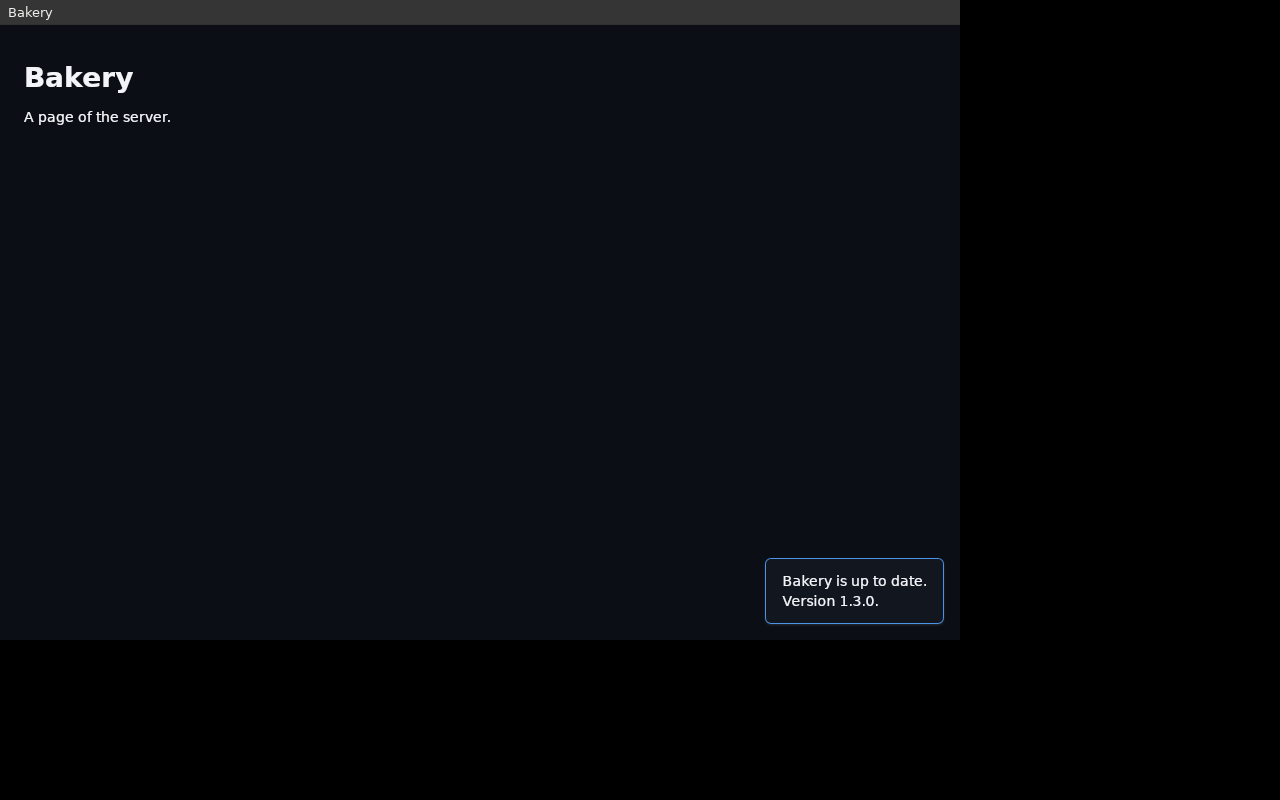 Bakery
Bakery
A page of the server.
Bakery is up to date.
Version 1.3.0.